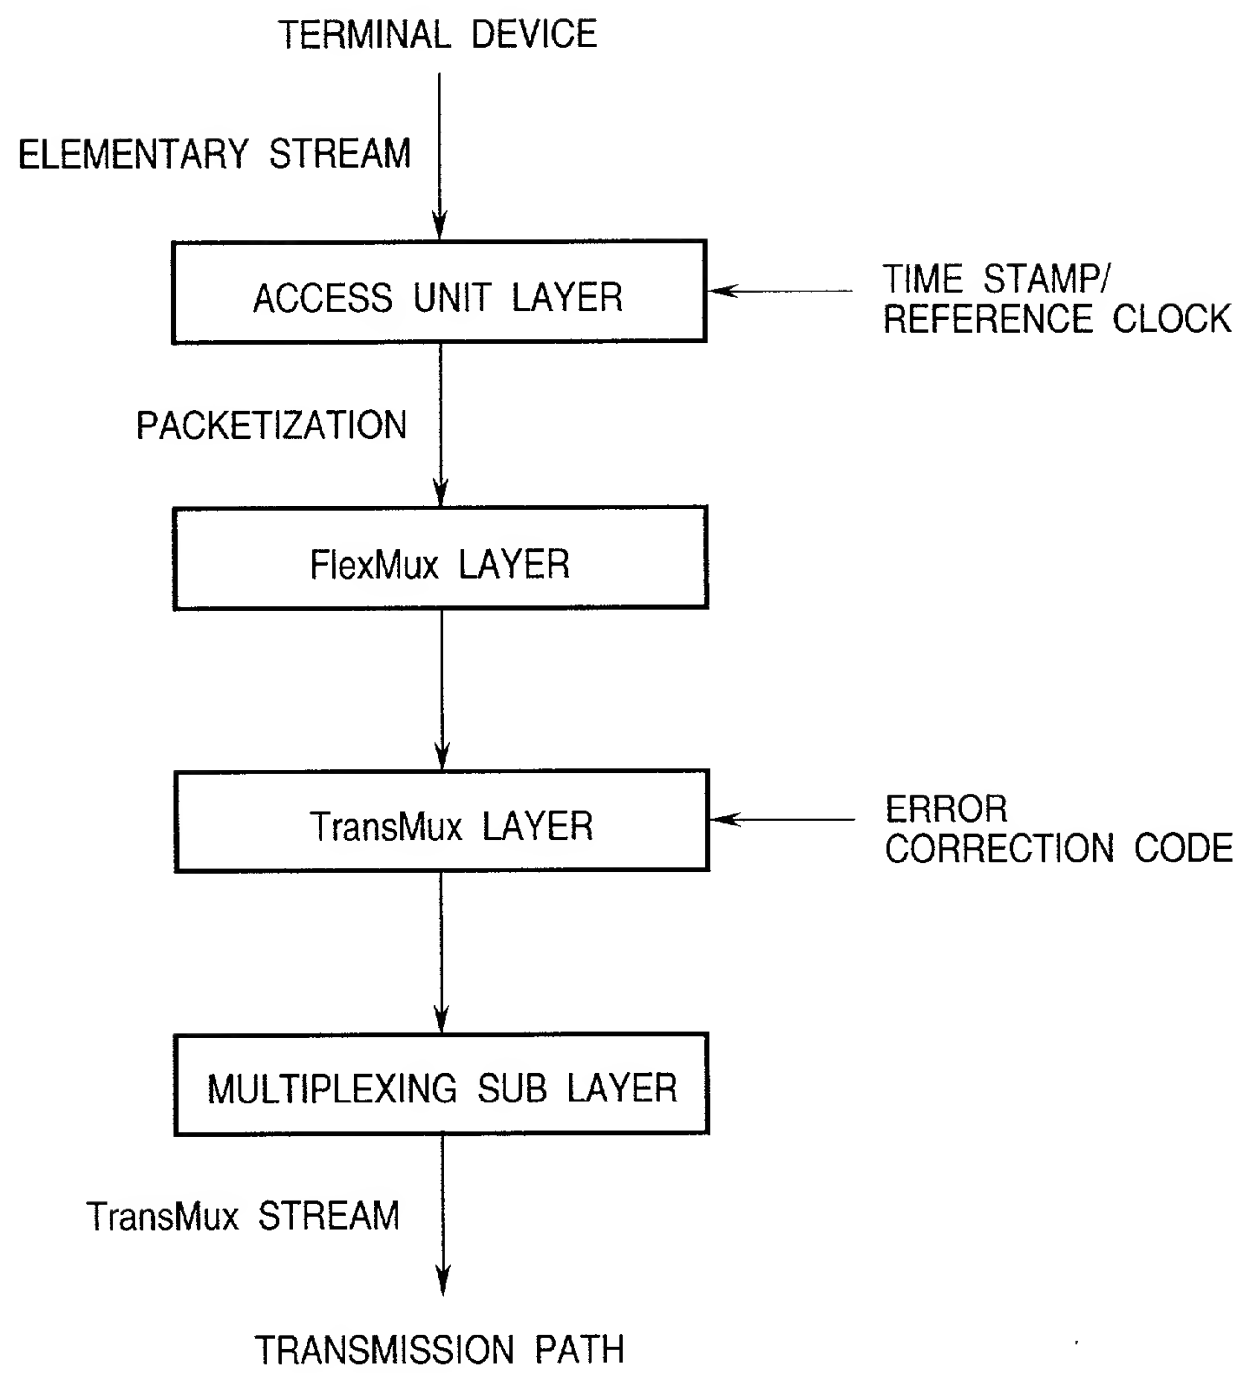 TERMINAL DEVICE
ELEMENTARY STREAM
ACCESS UNIT LAYER
TIME STAMP/
REFERENCE CLOCK
PACKETIZATION
FlexMux LAYER
TransMux LAYER
ERROR
CORRECTION CODE
MULTIPLEXING SUB LAYER
TransMux STREAM
TRANSMISSION PATH